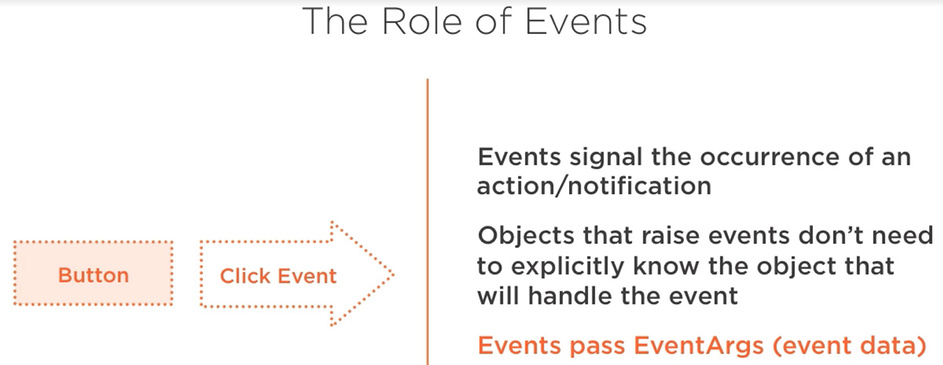 The Role of Events
Button
Click Event
Events signal the occurrence of an
action/notification
Objects that raise events don't need
to explicitly know the object that
will handle the event
Events pass EventArgs (event data)